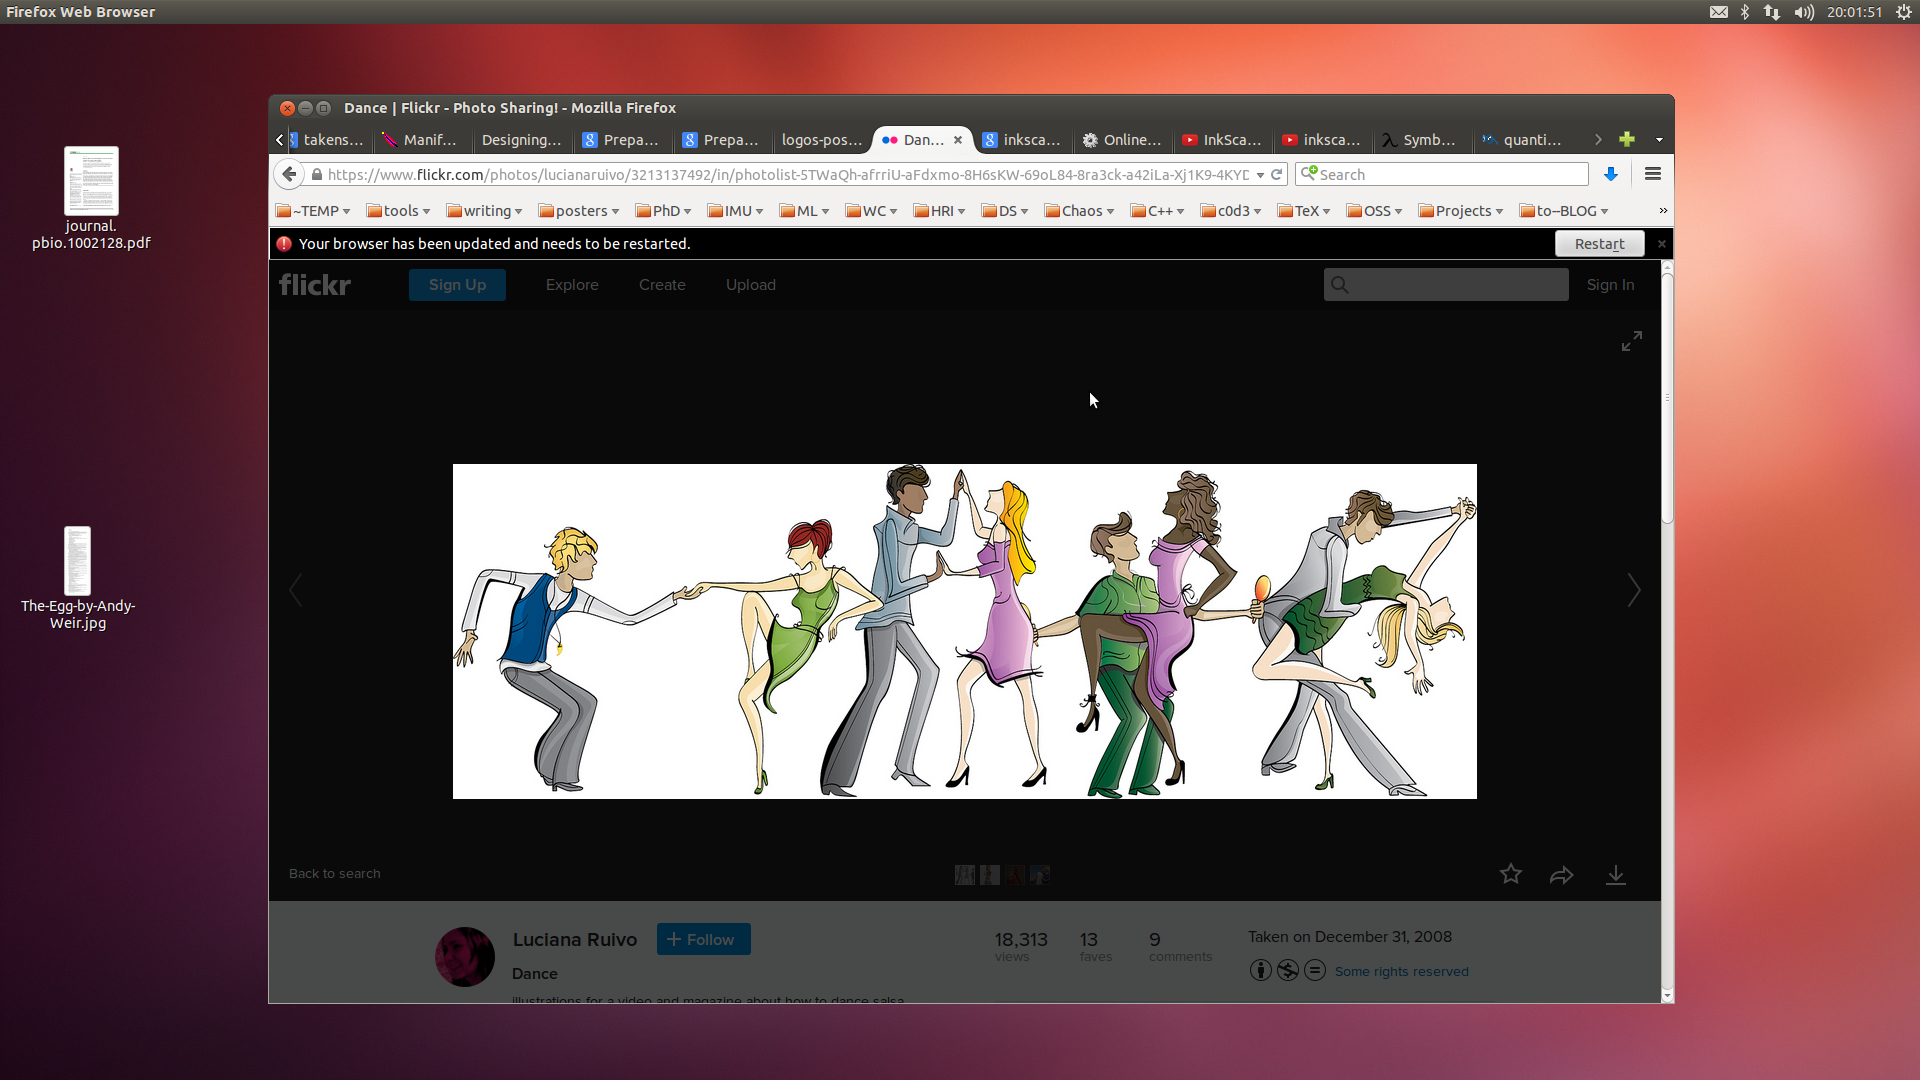 Firefox Web Browser
20:01:51
journal.
pbio.1002128.pdf
The-Egg-by-Andy-
Weir.jpg
Dance | Flickr - Photo Sharing! - Mozilla Firefox
takens... Manif... Designing... Prepa... Prepa... logos-pos... Dan... inksca... Online... InkSca... inksca... Symb... quanti...
https://www.flickr.com/photos/lucianaruivo/3213137492/in/photolist-5TWaQh-afrriU-aFdxmo-8H6sKW-69oL84-8ra3ck-a42iLa-Xj1K9-4KYD
Search
~TEMP tools writing posters PhD IMU ML WC HRI DS Chaos C++ c0d3 TeX OSS Projects to--BLOG
Your browser has been updated and needs to be restarted.
Restart
flickr Sign Up Explore Create Upload Sign In
Back to search
Luciana Ruivo
+ Follow
18,313 views
13 faves
9 comments
Taken on December 31, 2008
Some rights reserved
Dance
illustrations for a video and magazine about how to dance salsa